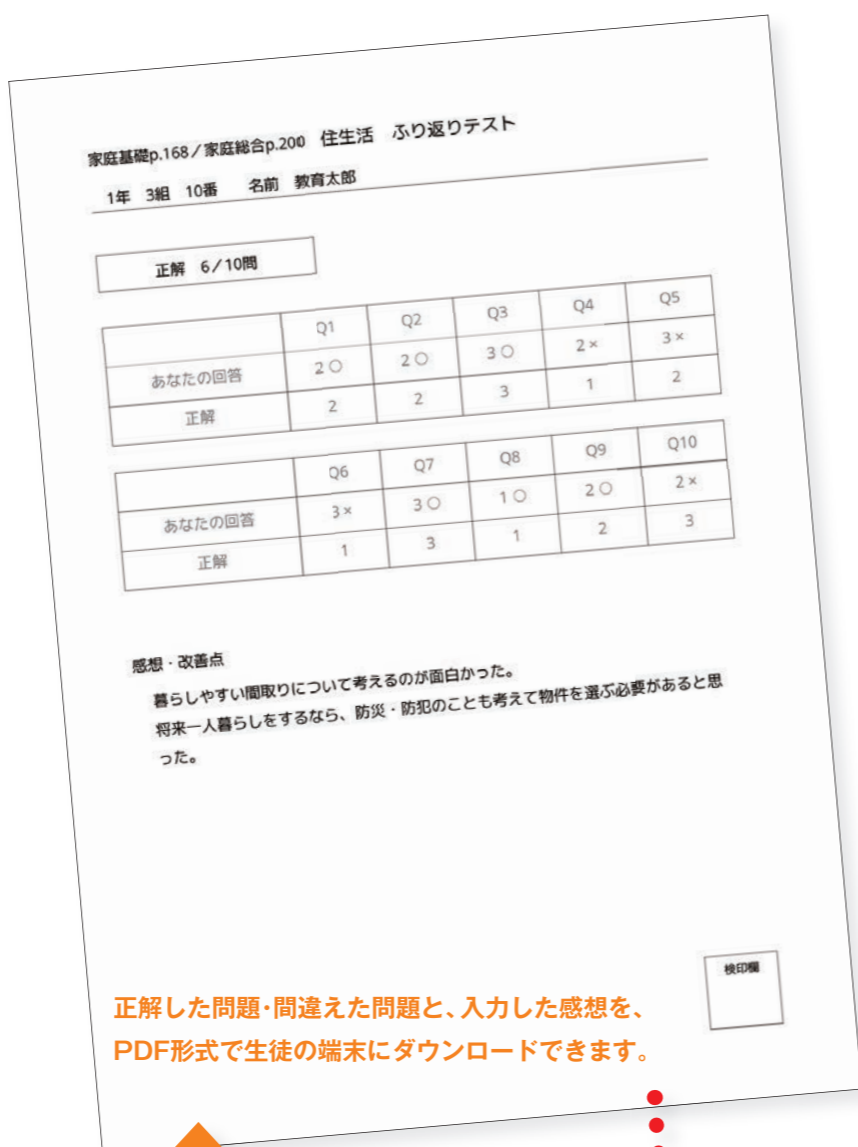 家庭基礎p.168／家庭総合p.200　住生活　ふり返りテスト
1年　3組　10番　名前　教育太郎
正解　6／10問
Q1 Q2 Q3 Q4 Q5
あなたの回答 2○ 2○ 3○ 2× 3×
正解 2 2 3 1 2
Q6 Q7 Q8 Q9 Q10
あなたの回答 3× 3○ 1○ 2○ 2×
正解 1 3 1 2 3
感想・改善点
暮らしやすい間取りについて考えるのが面白かった。
将来一人暮らしをするなら、防災・防犯のことも考えて物件を選ぶ必要があると思
った。
検印欄
正解した問題・間違えた問題と、入力した感想を、
PDF形式で生徒の端末にダウンロードできます。